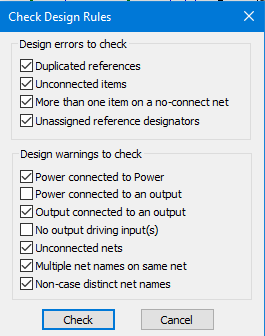 Check Design Rules
Design errors to check
Duplicated references
Unconnected items
More than one item on a no-connect net
Unassigned reference designators
Design warnings to check
Power connected to Power
Power connected to an output
Output connected to an output
No output driving input(s)
Unconnected nets
Multiple net names on same net
Non-case distinct net names
Check
Cancel